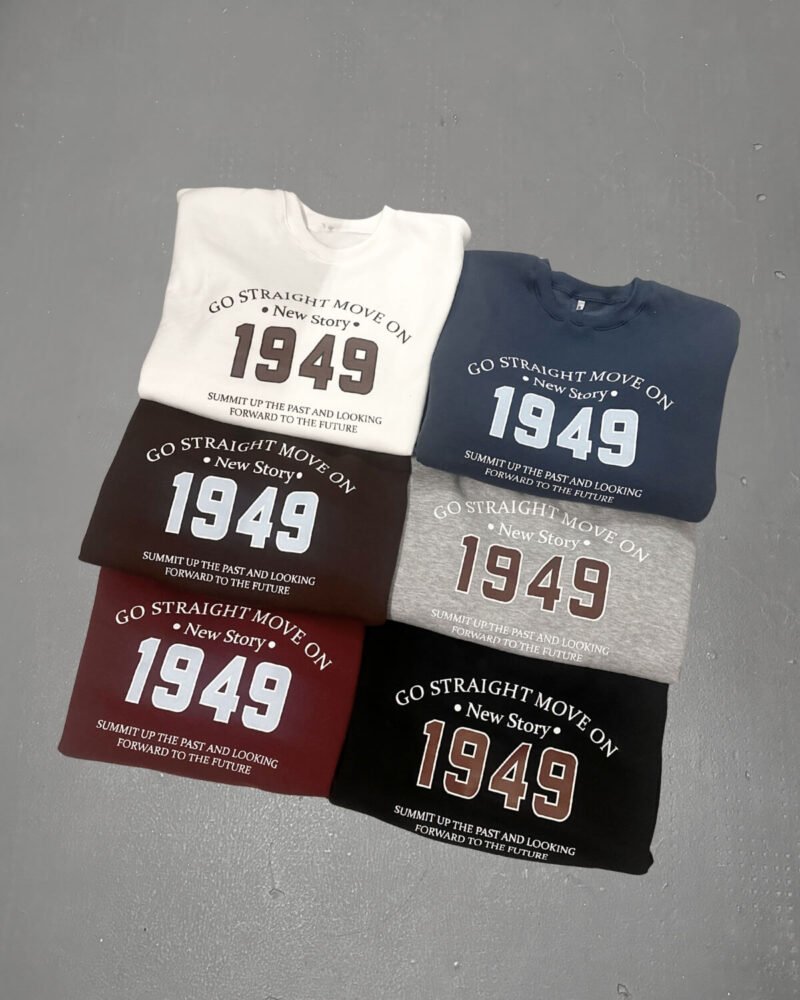 GO STRAIGHT MOVE ON
• New Story •
1949
SUMMIT UP THE PAST AND LOOKING
FORWARD TO THE FUTURE
GO STRAIGHT MOVE ON
• New Story •
1949
SUMMIT UP THE PAST AND LOOKING
FORWARD TO THE FUTURE
GO STRAIGHT MOVE ON
• New Story •
1949
SUMMIT UP THE PAST AND LOOKING
FORWARD TO THE FUTURE
GO STRAIGHT MOVE ON
• New Story •
1949
SUMMIT UP THE PAST AND LOOKING
FORWARD TO THE FUTURE
GO STRAIGHT MOVE ON
• New Story •
1949
SUMMIT UP THE PAST AND LOOKING
FORWARD TO THE FUTURE
GO STRAIGHT MOVE ON
• New Story •
1949
SUMMIT UP THE PAST AND LOOKING
FORWARD TO THE FUTURE